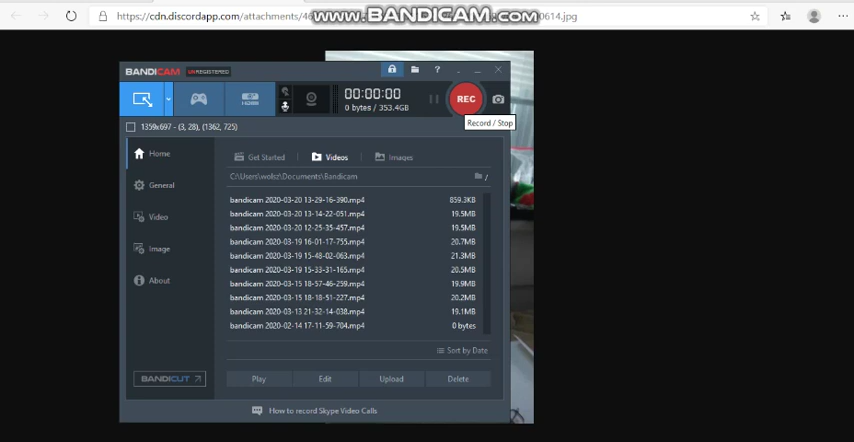 https://cdn.discordapp.com/attachments/46
www.BANDICAM.com
0614.jpg
BANDICAM UNREGISTERED
?
00:00:00
0 bytes / 353.4GB
REC
Record / Stop
1359x697 - (3, 28), (1362, 725)
Home
General
Video
Image
About
Get Started
Videos
Images
C:\Users\wolsz\Documents\Bandicam
/
bandicam 2020-03-20 13-29-16-390.mp4 859.3KB
bandicam 2020-03-20 13-14-22-051.mp4 19.5MB
bandicam 2020-03-20 12-25-35-457.mp4 19.5MB
bandicam 2020-03-19 16-01-17-755.mp4 20.7MB
bandicam 2020-03-19 15-48-02-063.mp4 21.3MB
bandicam 2020-03-19 15-33-31-165.mp4 20.5MB
bandicam 2020-03-15 18-57-46-259.mp4 19.9MB
bandicam 2020-03-15 18-18-51-227.mp4 20.2MB
bandicam 2020-03-13 21-32-14-038.mp4 19.1MB
bandicam 2020-02-14 17-11-59-704.mp4 0 bytes
Sort by Date
BANDICUT
Play
Edit
Upload
Delete
How to record Skype Video Calls